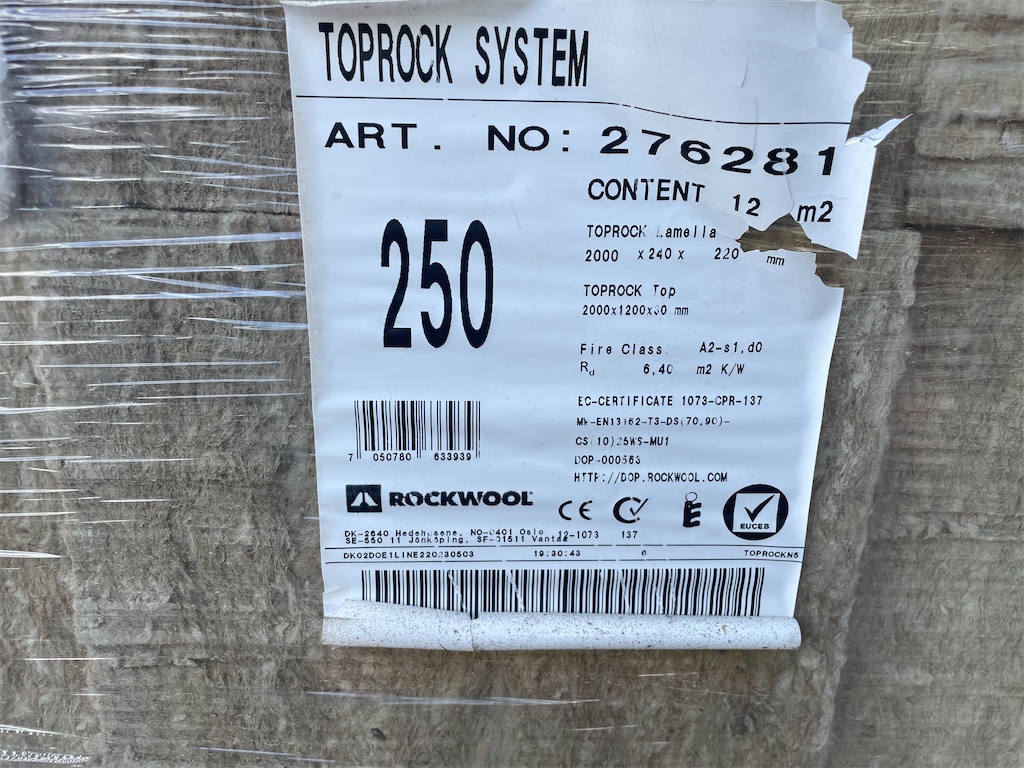 TOPROCK SYSTEM
ART. NO: 276281
CONTENT 12 m2
250
TOPROCK Lamella
2000 x 240 x 220 mm
TOPROCK Top
2000x1200x30 mm
Fire Class. A2-s1,d0
Rd 6,40 m2 K/W
EC-CERTIFICATE 1073-CPR-137
MW-EN13162-T3-DS(70,90)-
CS(10)25WS-MU1
DOP-000563
HTTP://DOP.ROCKWOOL.COM
7 050780 633939
ROCKWOOL
CE
EUCEB
DK-2640 Hedehusene, NO-0401 Oslo 12-1073 137
SE-550 11 Jönköping, SF-01511 Vantaa
19:30:43 6 TOPROCKN5